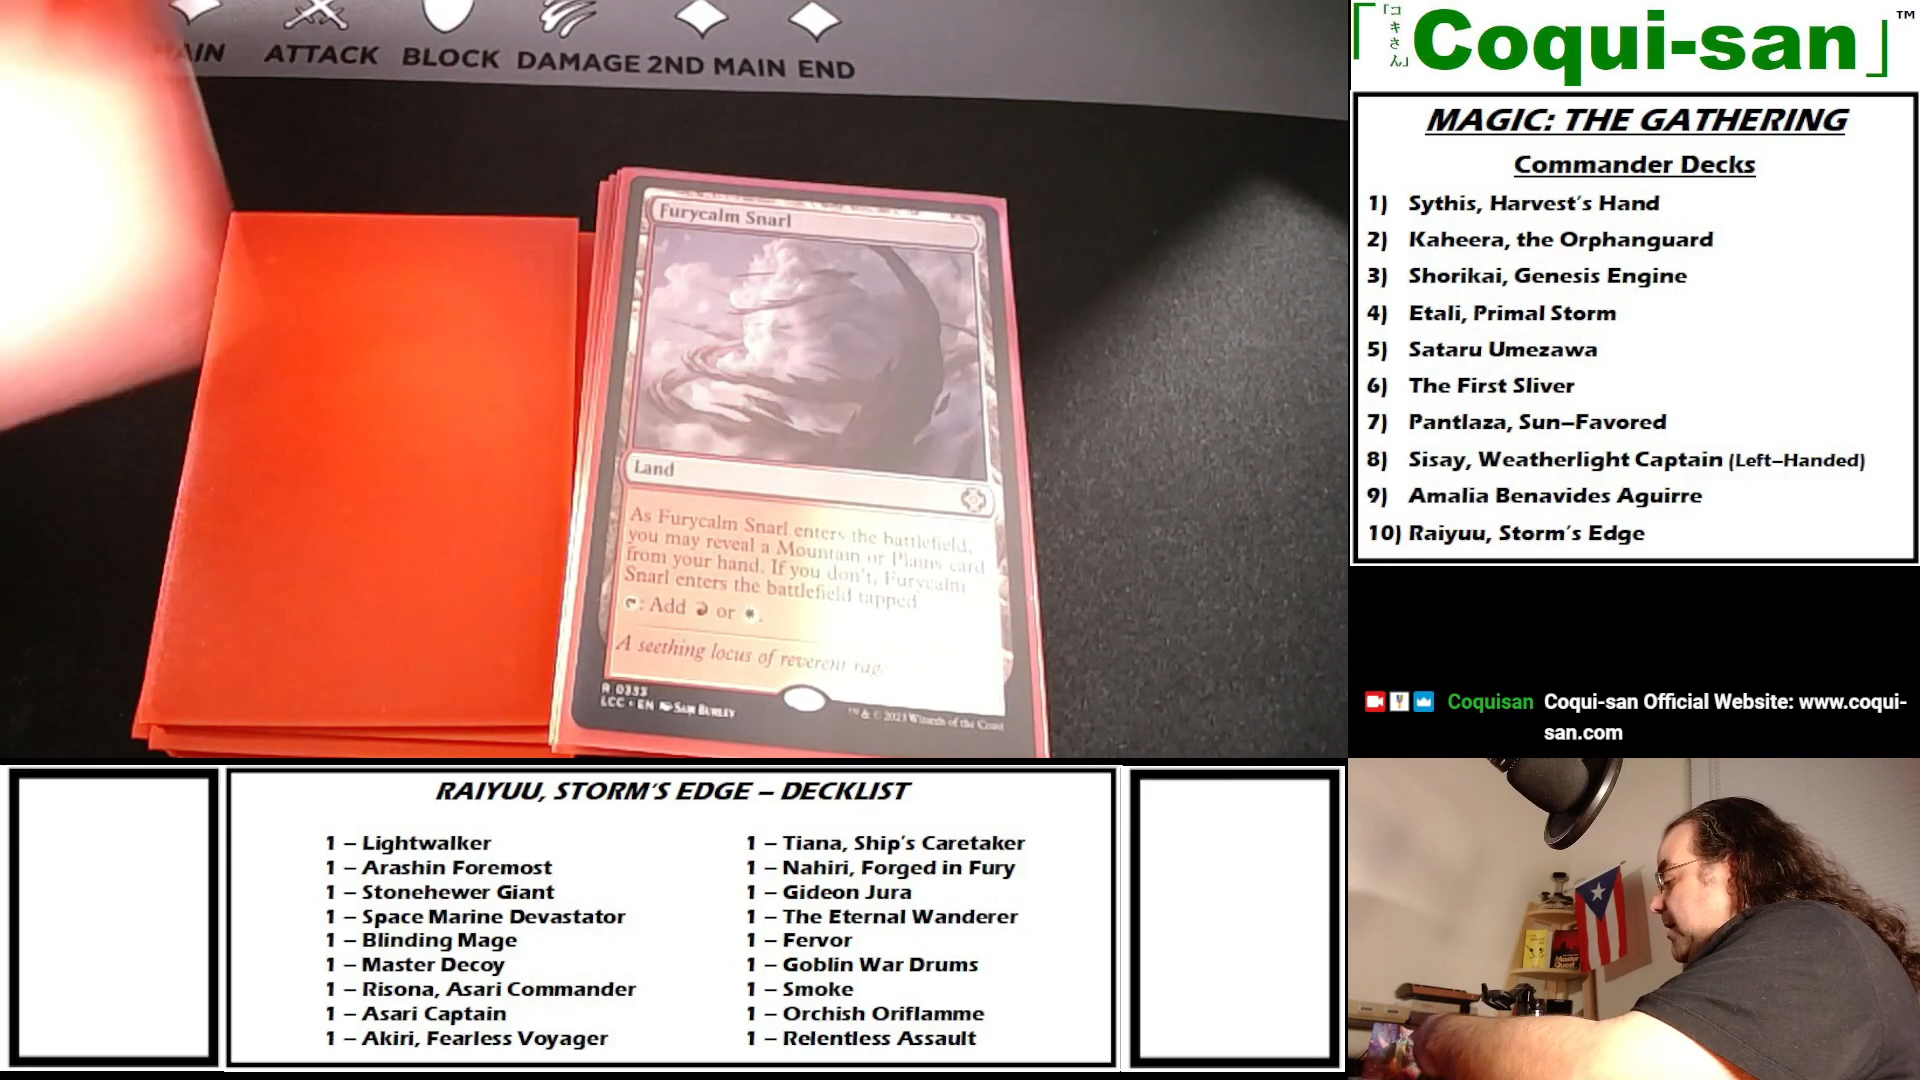 MAIN ATTACK BLOCK DAMAGE 2ND MAIN END
Furycalm Snarl
Land
As Furycalm Snarl enters the battlefield,
you may reveal a Mountain or Plains card
from your hand. If you don't, Furycalm
Snarl enters the battlefield tapped
: Add or .
A seething locus of reverent rag
R 0333
LCC • EN SAM BURLEY
™ & © 2023 Wizards of the Coast
「コキさん」
「Coqui-san」™
MAGIC: THE GATHERING
Commander Decks
1) Sythis, Harvest's Hand
2) Kaheera, the Orphanguard
3) Shorikai, Genesis Engine
4) Etali, Primal Storm
5) Sataru Umezawa
6) The First Sliver
7) Pantlaza, Sun–Favored
8) Sisay, Weatherlight Captain (Left–Handed)
9) Amalia Benavides Aguirre
10) Raiyuu, Storm's Edge
Coquisan Coqui-san Official Website: www.coqui-
san.com
RAIYUU, STORM'S EDGE – DECKLIST
1 – Lightwalker
1 – Arashin Foremost
1 – Stonehewer Giant
1 – Space Marine Devastator
1 – Blinding Mage
1 – Master Decoy
1 – Risona, Asari Commander
1 – Asari Captain
1 – Akiri, Fearless Voyager
1 – Tiana, Ship's Caretaker
1 – Nahiri, Forged in Fury
1 – Gideon Jura
1 – The Eternal Wanderer
1 – Fervor
1 – Goblin War Drums
1 – Smoke
1 – Orchish Oriflamme
1 – Relentless Assault